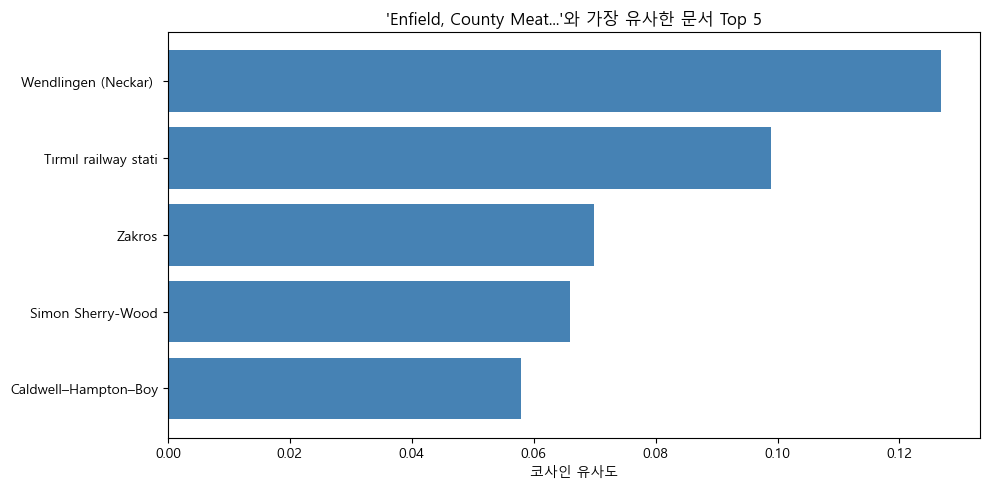 'Enfield, County Meat...'와 가장 유사한 문서 Top 5
Wendlingen (Neckar)
Tırmıl railway stati
Zakros
Simon Sherry-Wood
Caldwell–Hampton–Boy
0.00 0.02 0.04 0.06 0.08 0.10 0.12
코사인 유사도